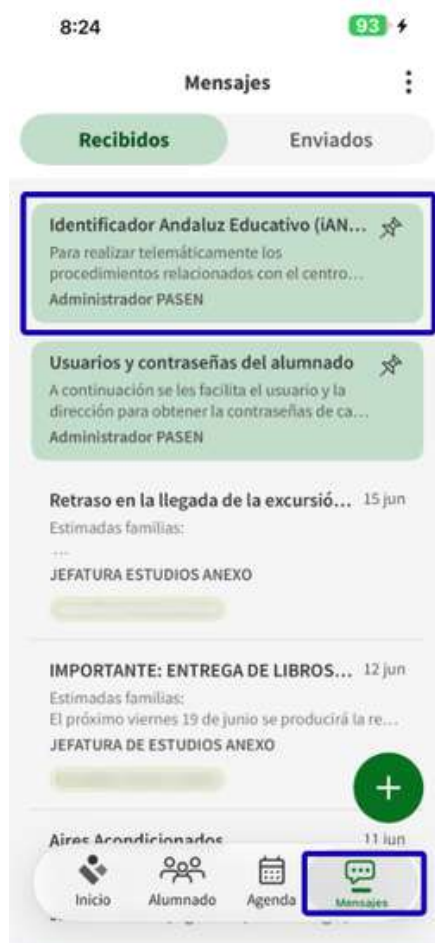 8:24
93
Mensajes
Recibidos
Enviados
Identificador Andaluz Educativo (iAN...
Para realizar telemáticamente los
procedimientos relacionados con el centro...
Administrador PASEN
Usuarios y contraseñas del alumnado
A continuación se les facilita el usuario y la
dirección para obtener la contraseñas de ca...
Administrador PASEN
Retraso en la llegada de la excursió... 15 jun
Estimadas familias:
...
JEFATURA ESTUDIOS ANEXO
IMPORTANTE: ENTREGA DE LIBROS... 12 jun
Estimadas familias:
El próximo viernes 19 de junio se producirá la re...
JEFATURA DE ESTUDIOS ANEXO
Aires Acondicionados 11 jun
Inicio
Alumnado
Agenda
Mensajes